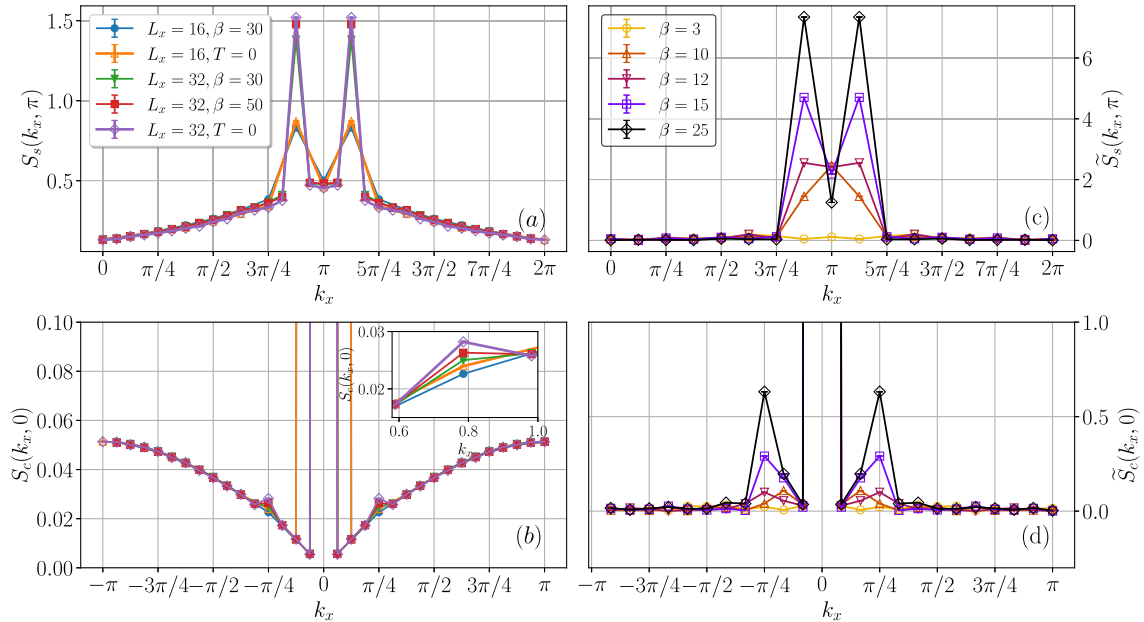 1.5
1.0
0.5
S_s(k_x, π)
L_x = 16, β = 30
L_x = 16, T = 0
L_x = 32, β = 30
L_x = 32, β = 50
L_x = 32, T = 0
(a)
0 π/4 π/2 3π/4 π 5π/4 3π/2 7π/4 2π
k_x
β = 3
β = 10
β = 12
β = 15
β = 25
6
4
2
0
S̃_s(k_x, π)
(c)
0 π/4 π/2 3π/4 π 5π/4 3π/2 7π/4 2π
k_x
0.10
0.08
0.06
0.04
0.02
0.00
S_c(k_x, 0)
0.03
0.02
S_c(k_x, 0)
0.6 0.8 1.0
k_x
(b)
−π −3π/4 −π/2 −π/4 0 π/4 π/2 3π/4 π
k_x
1.0
0.5
0.0
S̃_c(k_x, 0)
(d)
−π −3π/4 −π/2 −π/4 0 π/4 π/2 3π/4 π
k_x